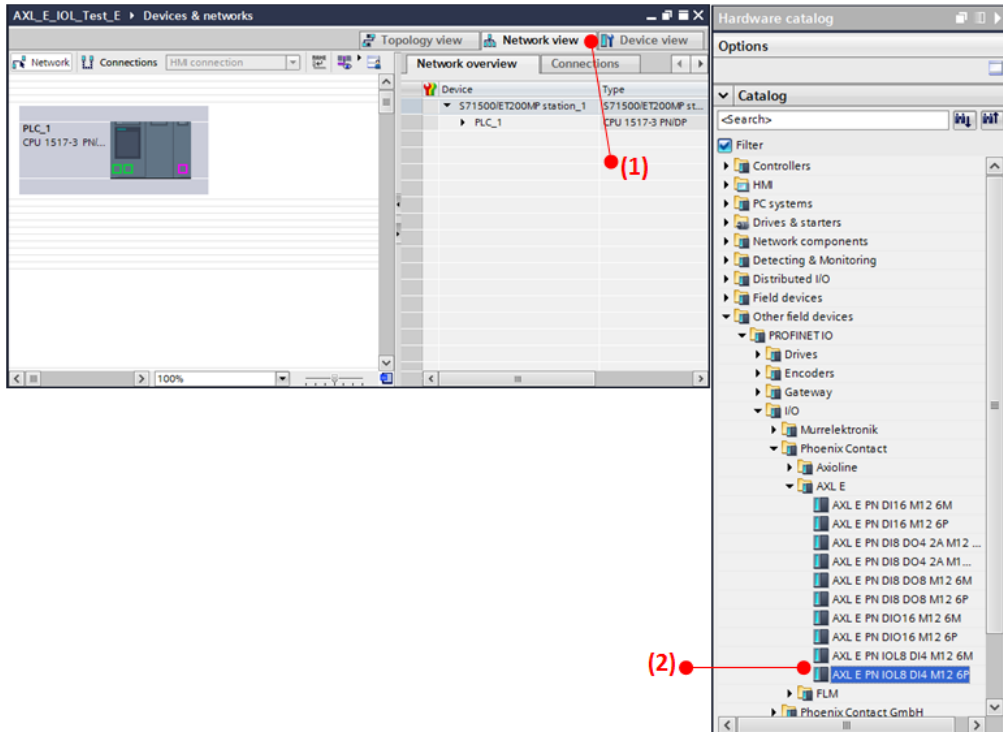 AXL_E_IOL_Test_E ▸ Devices & networks
Topology view Network view Device view
Network Connections HMI connection
Network overview Connections
Device Type
S71500/ET200MP station_1 S71500/ET200MP st...
PLC_1 CPU 1517-3 PN/DP
PLC_1
CPU 1517-3 PN/...
(1)
100%
Hardware catalog
Options
Catalog
<Search>
Filter
Controllers
HMI
PC systems
Drives & starters
Network components
Detecting & Monitoring
Distributed I/O
Field devices
Other field devices
PROFINET IO
Drives
Encoders
Gateway
I/O
Murrelektronik
Phoenix Contact
Axioline
AXL E
AXL E PN DI16 M12 6M
AXL E PN DI16 M12 6P
AXL E PN DI8 DO4 2A M12 ...
AXL E PN DI8 DO4 2A M1...
AXL E PN DI8 DO8 M12 6M
AXL E PN DI8 DO8 M12 6P
AXL E PN DIO16 M12 6M
AXL E PN DIO16 M12 6P
AXL E PN IOL8 DI4 M12 6M
(2) AXL E PN IOL8 DI4 M12 6P
FLM
Phoenix Contact GmbH